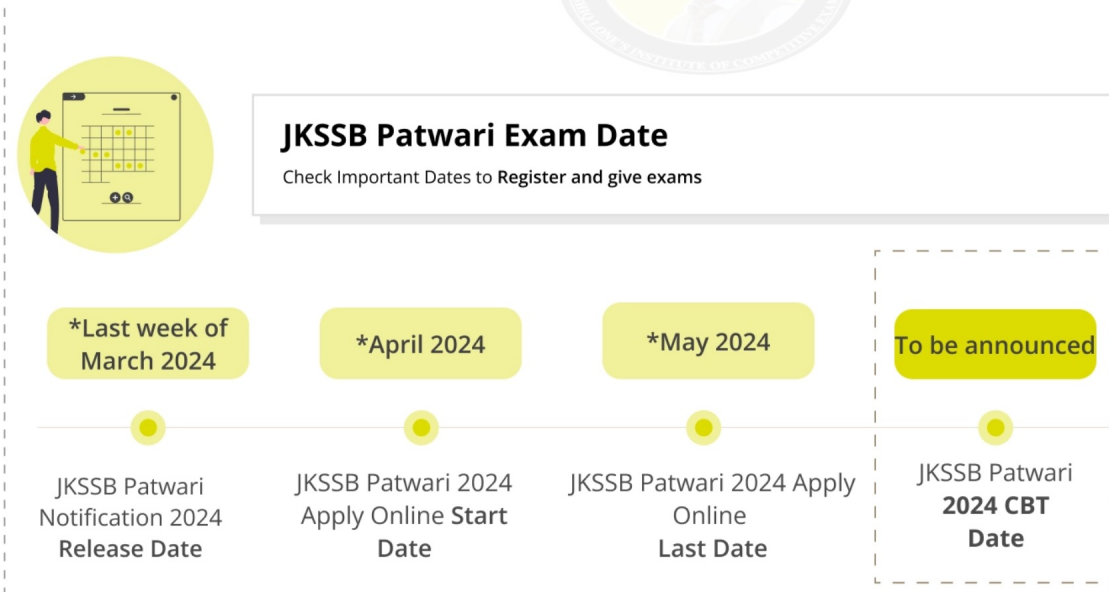 INSTITUTE OF
JKSSB Patwari Exam Date
Check Important Dates to Register and give exams
*Last week of
March 2024
*April 2024
*May 2024
To be announced
JKSSB Patwari
Notification 2024
Release Date
JKSSB Patwari 2024
Apply Online Start
Date
JKSSB Patwari 2024 Apply
Online
Last Date
JKSSB Patwari
2024 CBT
Date